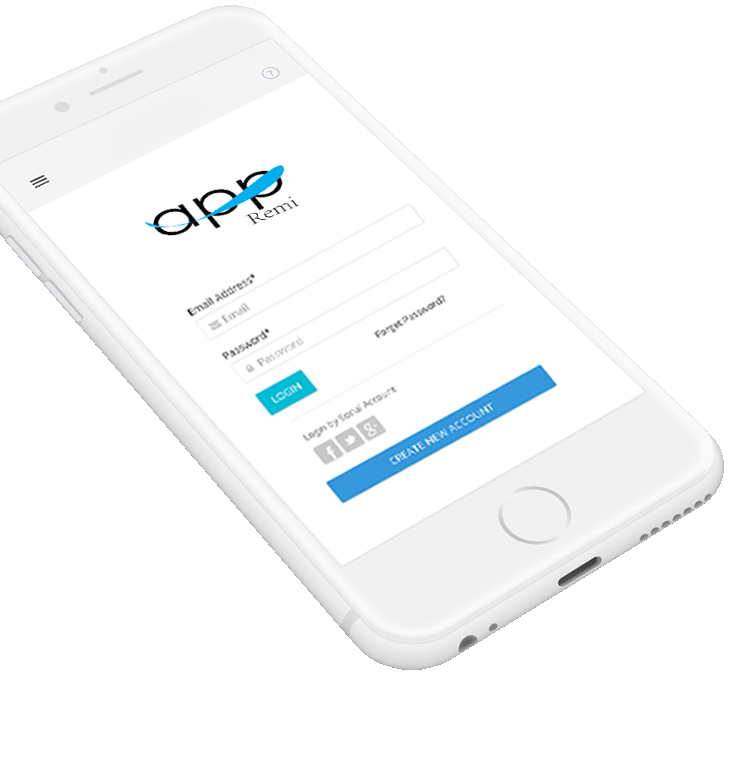 ?
app
Remi
Email Address*
Email
Password*
Password
Forget Password?
LOGIN
Login by Social Account
f g+
CREATE NEW ACCOUNT